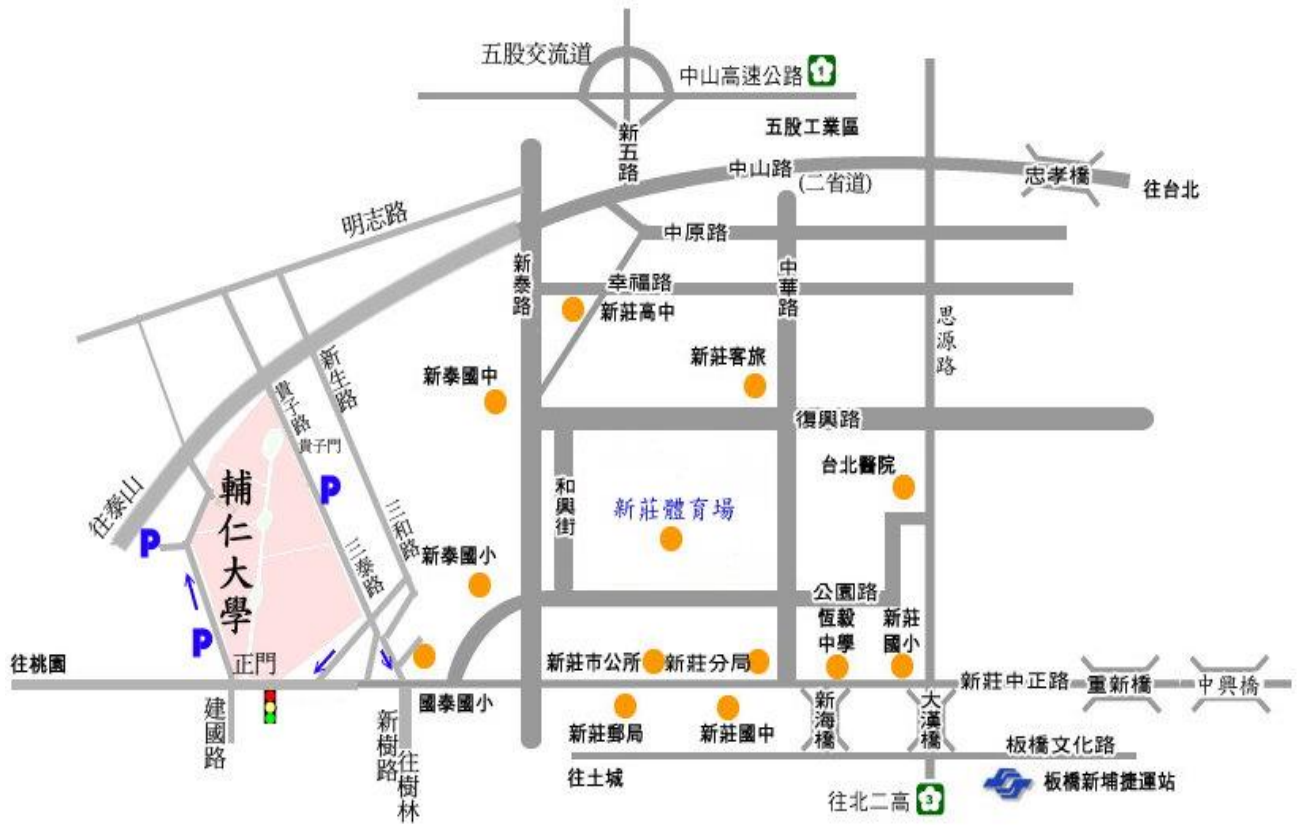 五股交流道
中山高速公路
1
五股工業區
新五路
中山路
(二省道)
忠孝橋
往台北
明志路
中原路
新泰路
幸福路
中華路
新莊高中
思源路
新生路
新莊客旅
新泰國中
貴子路
復興路
貴子門
台北醫院
往泰山
輔仁大學
P
和興街
新莊體育場
三和路
P
三泰路
新泰國小
公園路
恆毅中學
新莊國小
P
往桃園
正門
新莊市公所
新莊分局
新莊中正路
重新橋
中興橋
建國路
國泰國小
新樹路
往樹林
新莊郵局
新莊國中
新海橋
大漢橋
板橋文化路
往土城
板橋新埔捷運站
往北二高
3